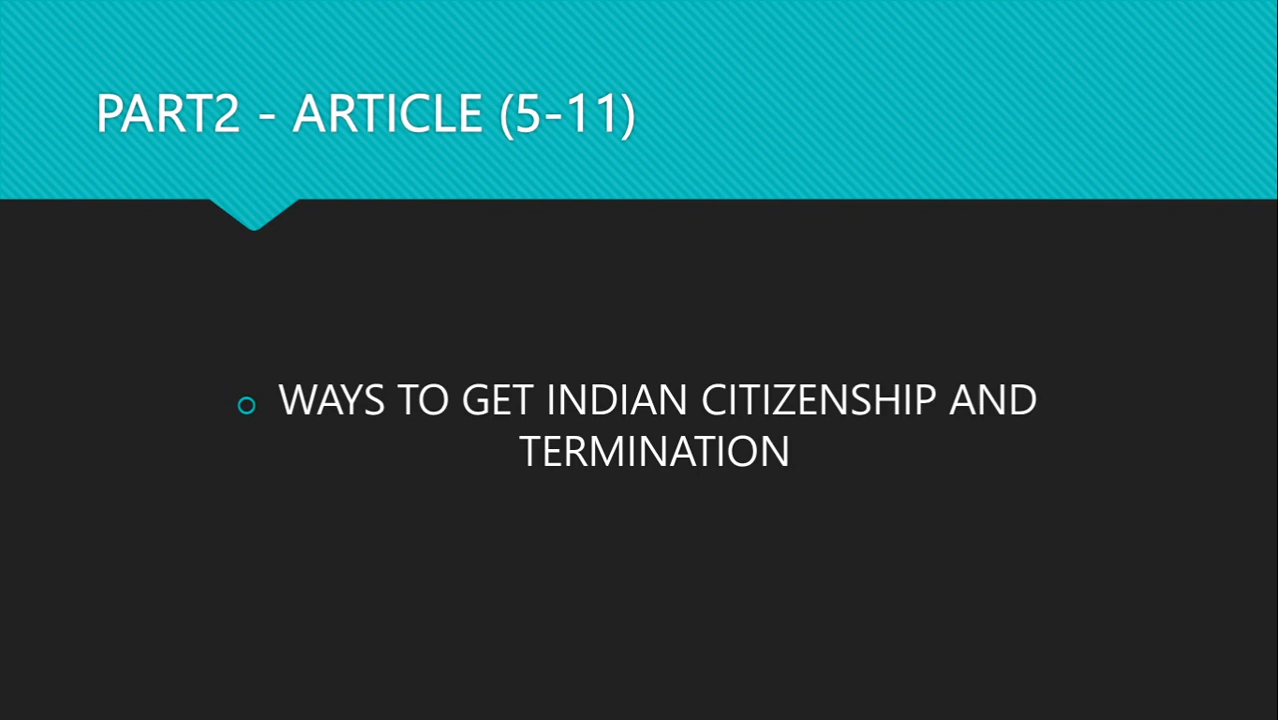 PART2 - ARTICLE (5-11)
WAYS TO GET INDIAN CITIZENSHIP AND
TERMINATION